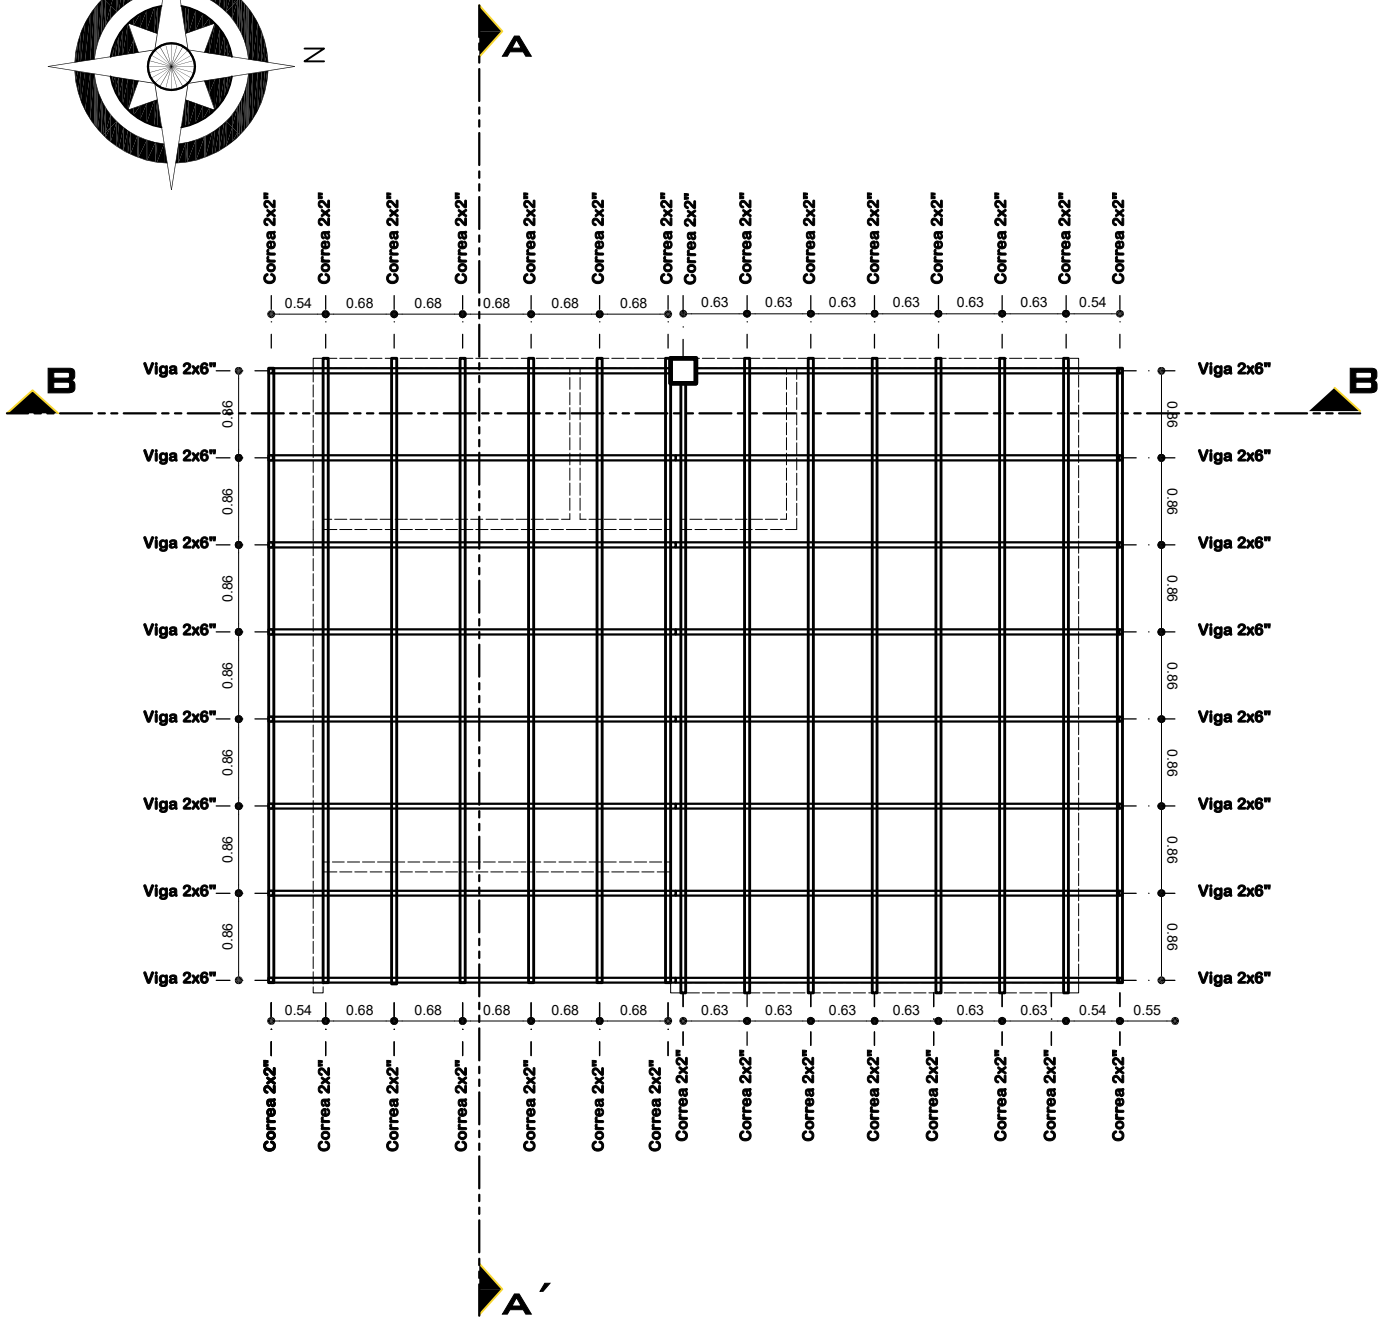 N
A
Correa 2x2" Correa 2x2" Correa 2x2" Correa 2x2" Correa 2x2" Correa 2x2" Correa 2x2" Correa 2x2" Correa 2x2" Correa 2x2" Correa 2x2" Correa 2x2" Correa 2x2" Correa 2x2" Correa 2x2"
0.54 0.68 0.68 0.68 0.68 0.68 0.63 0.63 0.63 0.63 0.63 0.63 0.54
Viga 2x6" Viga 2x6"
B B
0.86 0.86
Viga 2x6" Viga 2x6"
0.86 0.86
Viga 2x6" Viga 2x6"
0.86 0.86
Viga 2x6" Viga 2x6"
0.86 0.86
Viga 2x6" Viga 2x6"
0.86 0.86
Viga 2x6" Viga 2x6"
0.86 0.86
Viga 2x6" Viga 2x6"
0.86 0.86
Viga 2x6" Viga 2x6"
0.54 0.68 0.68 0.68 0.68 0.68 0.63 0.63 0.63 0.63 0.63 0.63 0.54 0.55
Correa 2x2" Correa 2x2" Correa 2x2" Correa 2x2" Correa 2x2" Correa 2x2" Correa 2x2" Correa 2x2" Correa 2x2" Correa 2x2" Correa 2x2" Correa 2x2" Correa 2x2" Correa 2x2" Correa 2x2"
A´